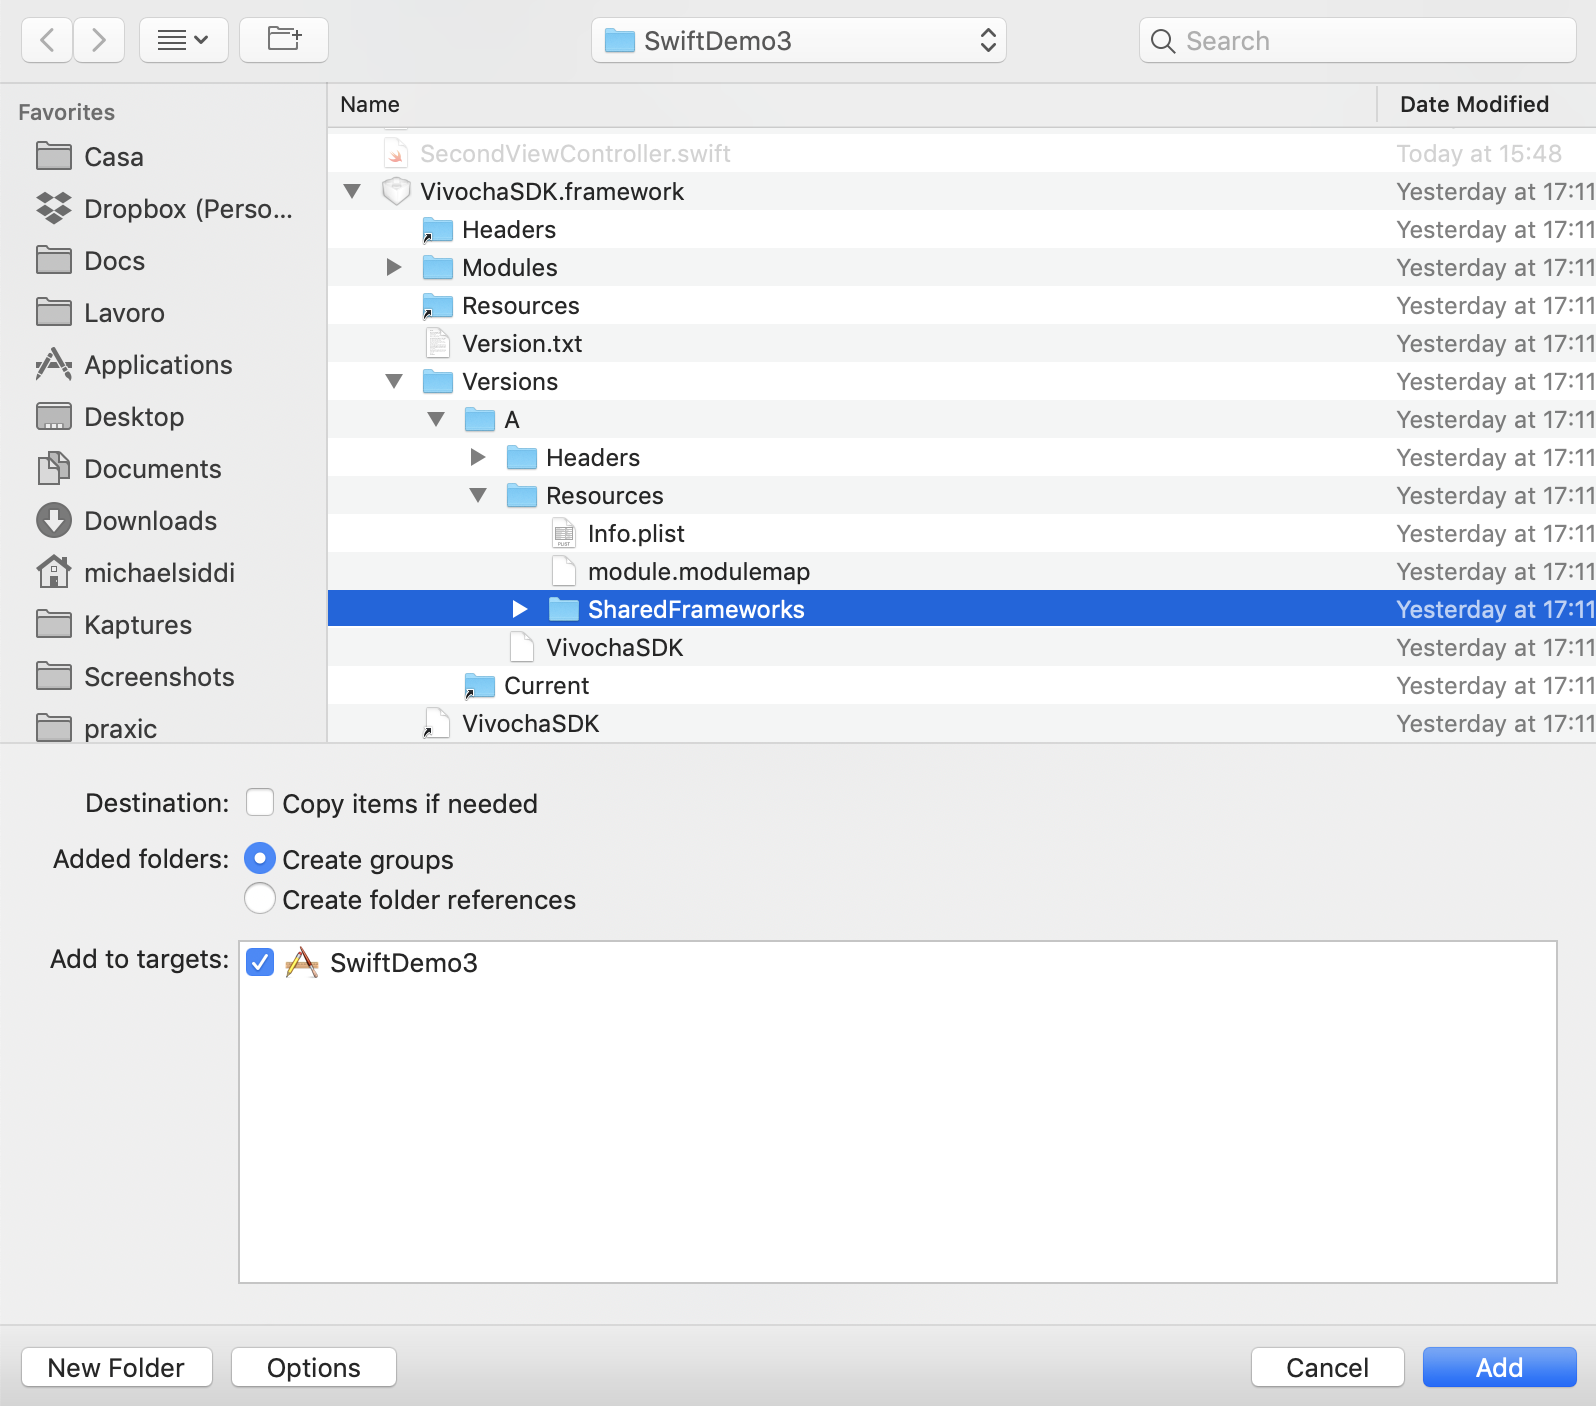 SwiftDemo3
Search
Favorites
Casa
Dropbox (Perso...
Docs
Lavoro
Applications
Desktop
Documents
Downloads
michaelsiddi
Kaptures
Screenshots
praxic
Name Date Modified
SecondViewController.swift Today at 15:48
VivochaSDK.framework Yesterday at 17:11
Headers Yesterday at 17:11
Modules Yesterday at 17:11
Resources Yesterday at 17:11
Version.txt Yesterday at 17:11
Versions Yesterday at 17:11
A Yesterday at 17:11
Headers Yesterday at 17:11
Resources Yesterday at 17:11
Info.plist Yesterday at 17:11
module.modulemap Yesterday at 17:11
SharedFrameworks Yesterday at 17:11
VivochaSDK Yesterday at 17:11
Current Yesterday at 17:11
VivochaSDK Yesterday at 17:11
Destination: Copy items if needed
Added folders: Create groups
Create folder references
Add to targets: SwiftDemo3
New Folder Options Cancel Add